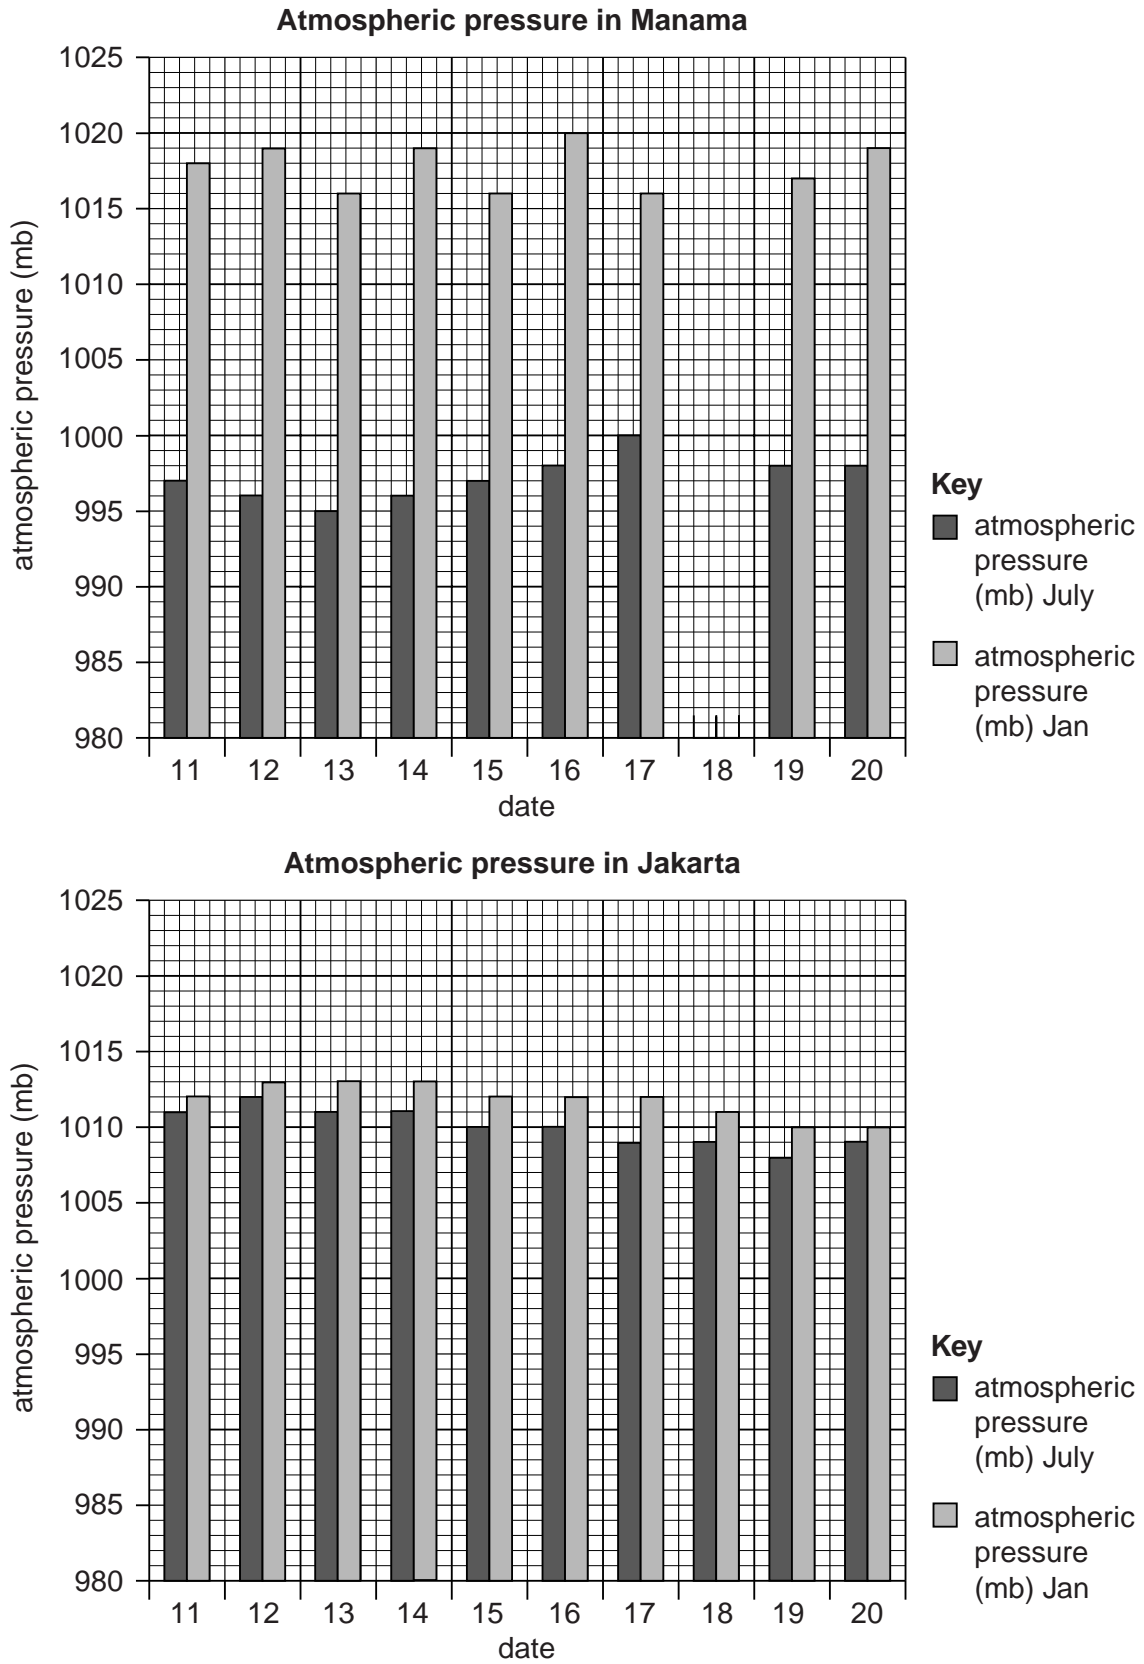 Atmospheric pressure in Manama
1025
1020
1015
1010
1005
1000
995
990
985
980
atmospheric pressure (mb)
11 12 13 14 15 16 17 18 19 20
date
Key
atmospheric
pressure
(mb) July
atmospheric
pressure
(mb) Jan
Atmospheric pressure in Jakarta
1025
1020
1015
1010
1005
1000
995
990
985
980
atmospheric pressure (mb)
11 12 13 14 15 16 17 18 19 20
date
Key
atmospheric
pressure
(mb) July
atmospheric
pressure
(mb) Jan